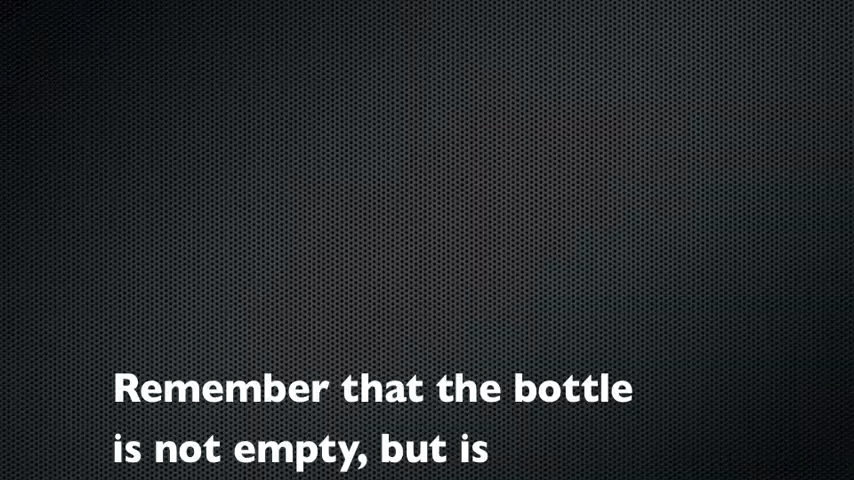 Remember that the bottle
is not empty, but is